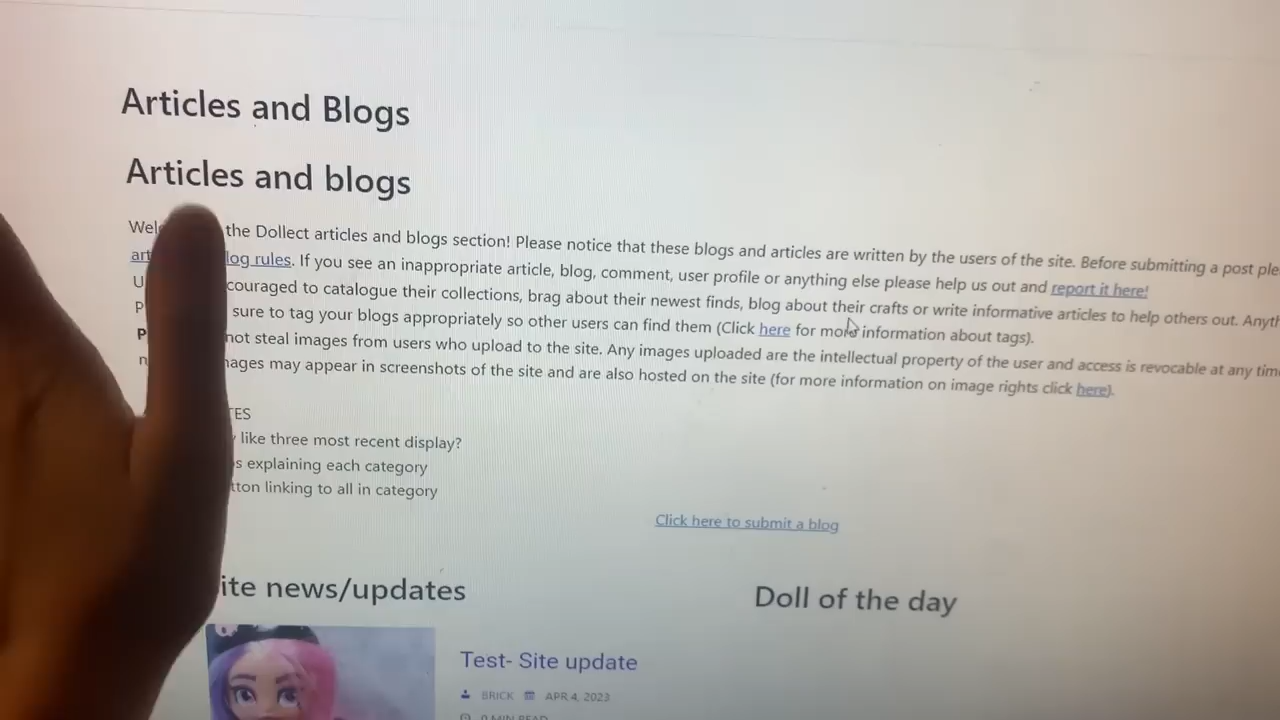 Articles and Blogs
Articles and blogs
the Dollect articles and blogs section! Please notice that these blogs and articles are written by the users of the site. Before submitting a post
log rules. If you see an inappropriate article, blog, comment, user profile or anything else please help us out and report it here!
couraged to catalogue their collections, brag about their newest finds, blog about their crafts or write informative articles to help others out.
sure to tag your blogs appropriately so other users can find them (Click here for more information about tags).
not steal images from users who upload to the site. Any images uploaded are the intellectual property of the user and access is revocable at any
may appear in screenshots of the site and are also hosted on the site (for more information on image rights click here).
like three most recent display?
explaining each category
linking to all in category
Click here to submit a blog
ite news/updates
Doll of the day
Test- Site update
BRICK APR 4, 2023
0 MIN READ